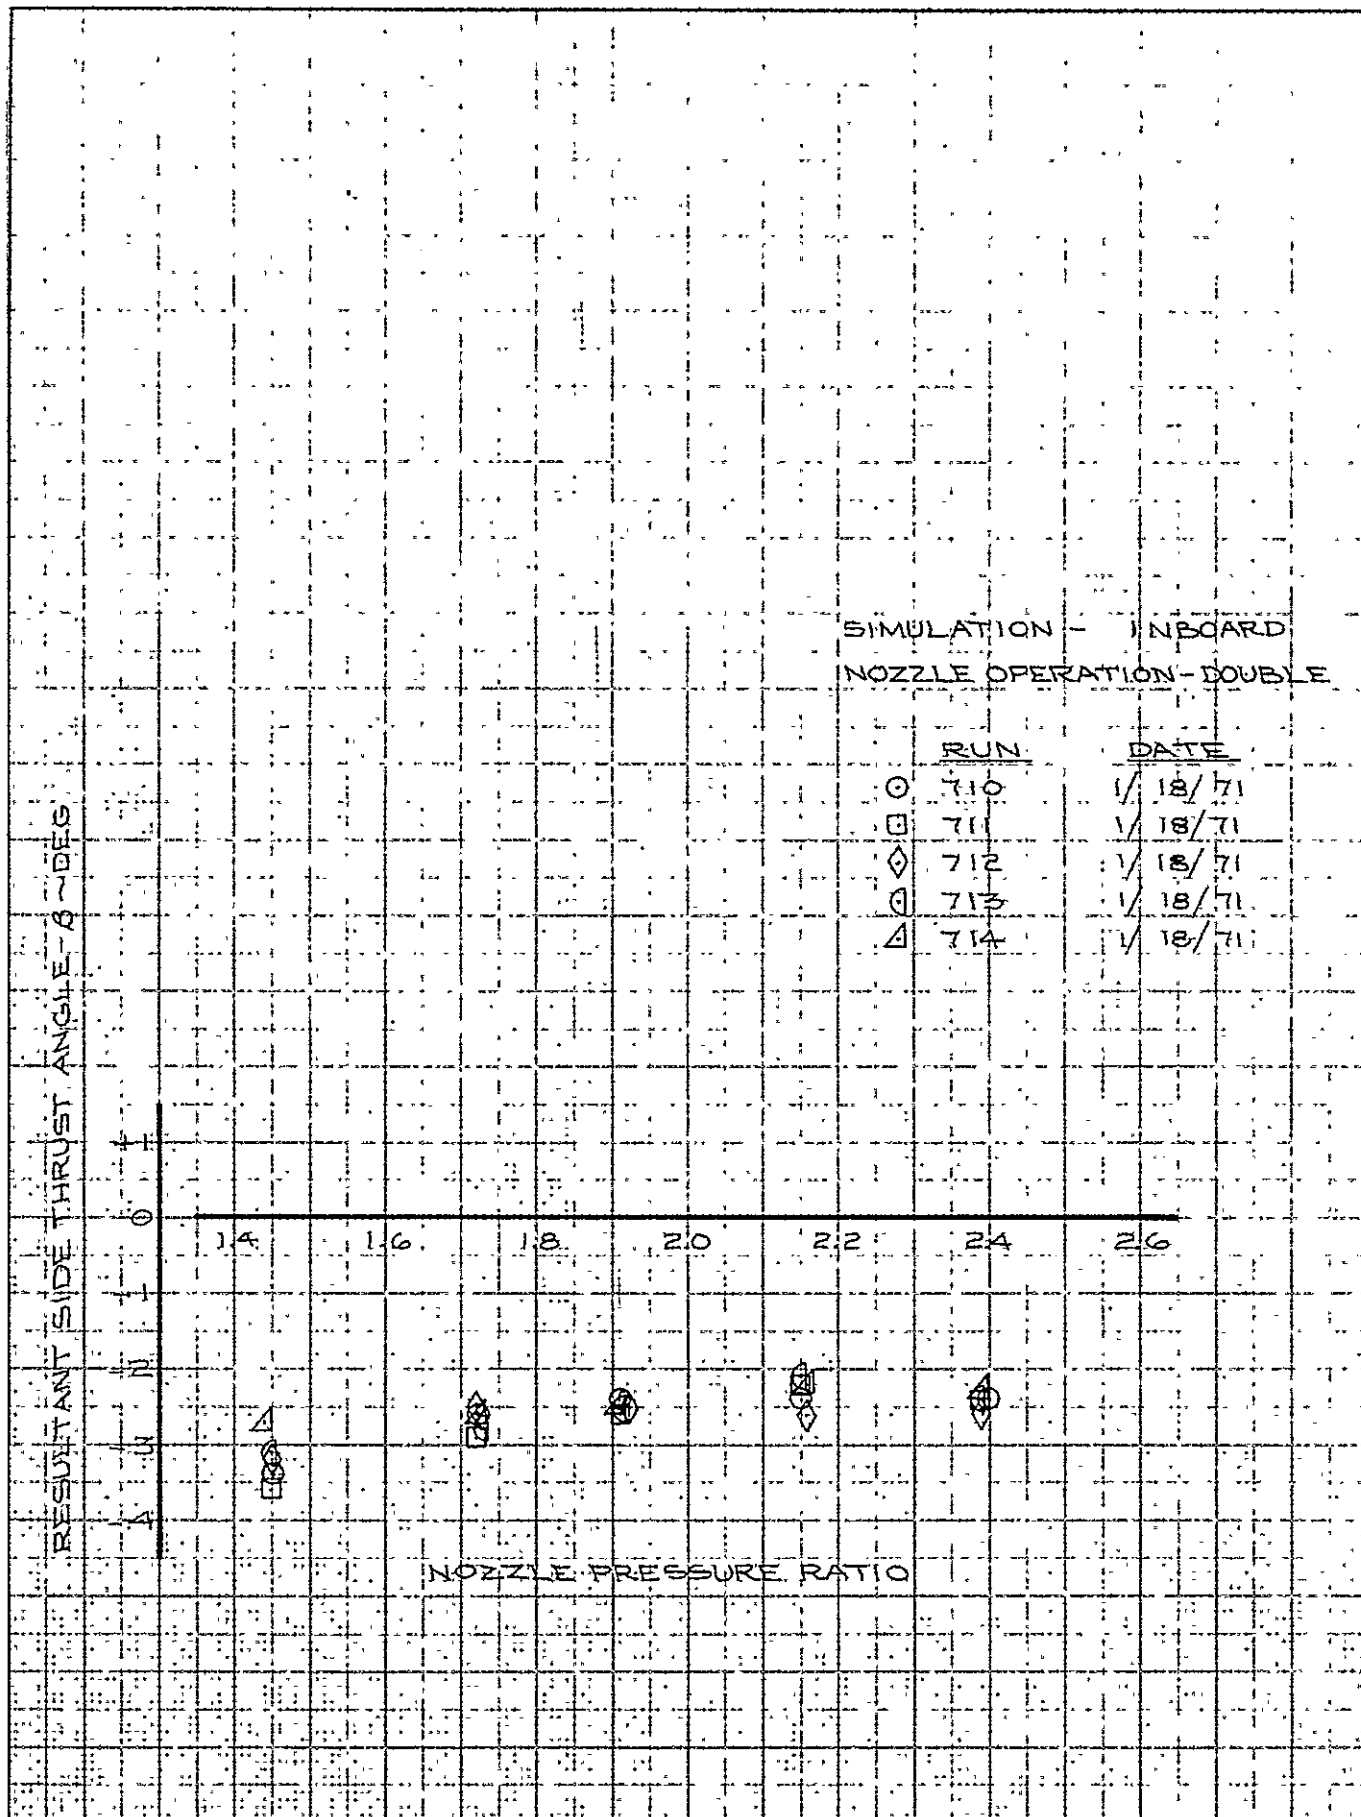 SIMULATION - INBOARD
NOZZLE OPERATION-DOUBLE
RUN DATE
710 1/18/71
711 1/18/71
712 1/18/71
713 1/18/71
714 1/18/71
RESULTANT SIDE THRUST ANGLE-β~DEG
1
0
1.4 1.6 1.8 2.0 2.2 2.4 2.6
-1
-2
-3
-4
NOZZLE PRESSURE RATIO